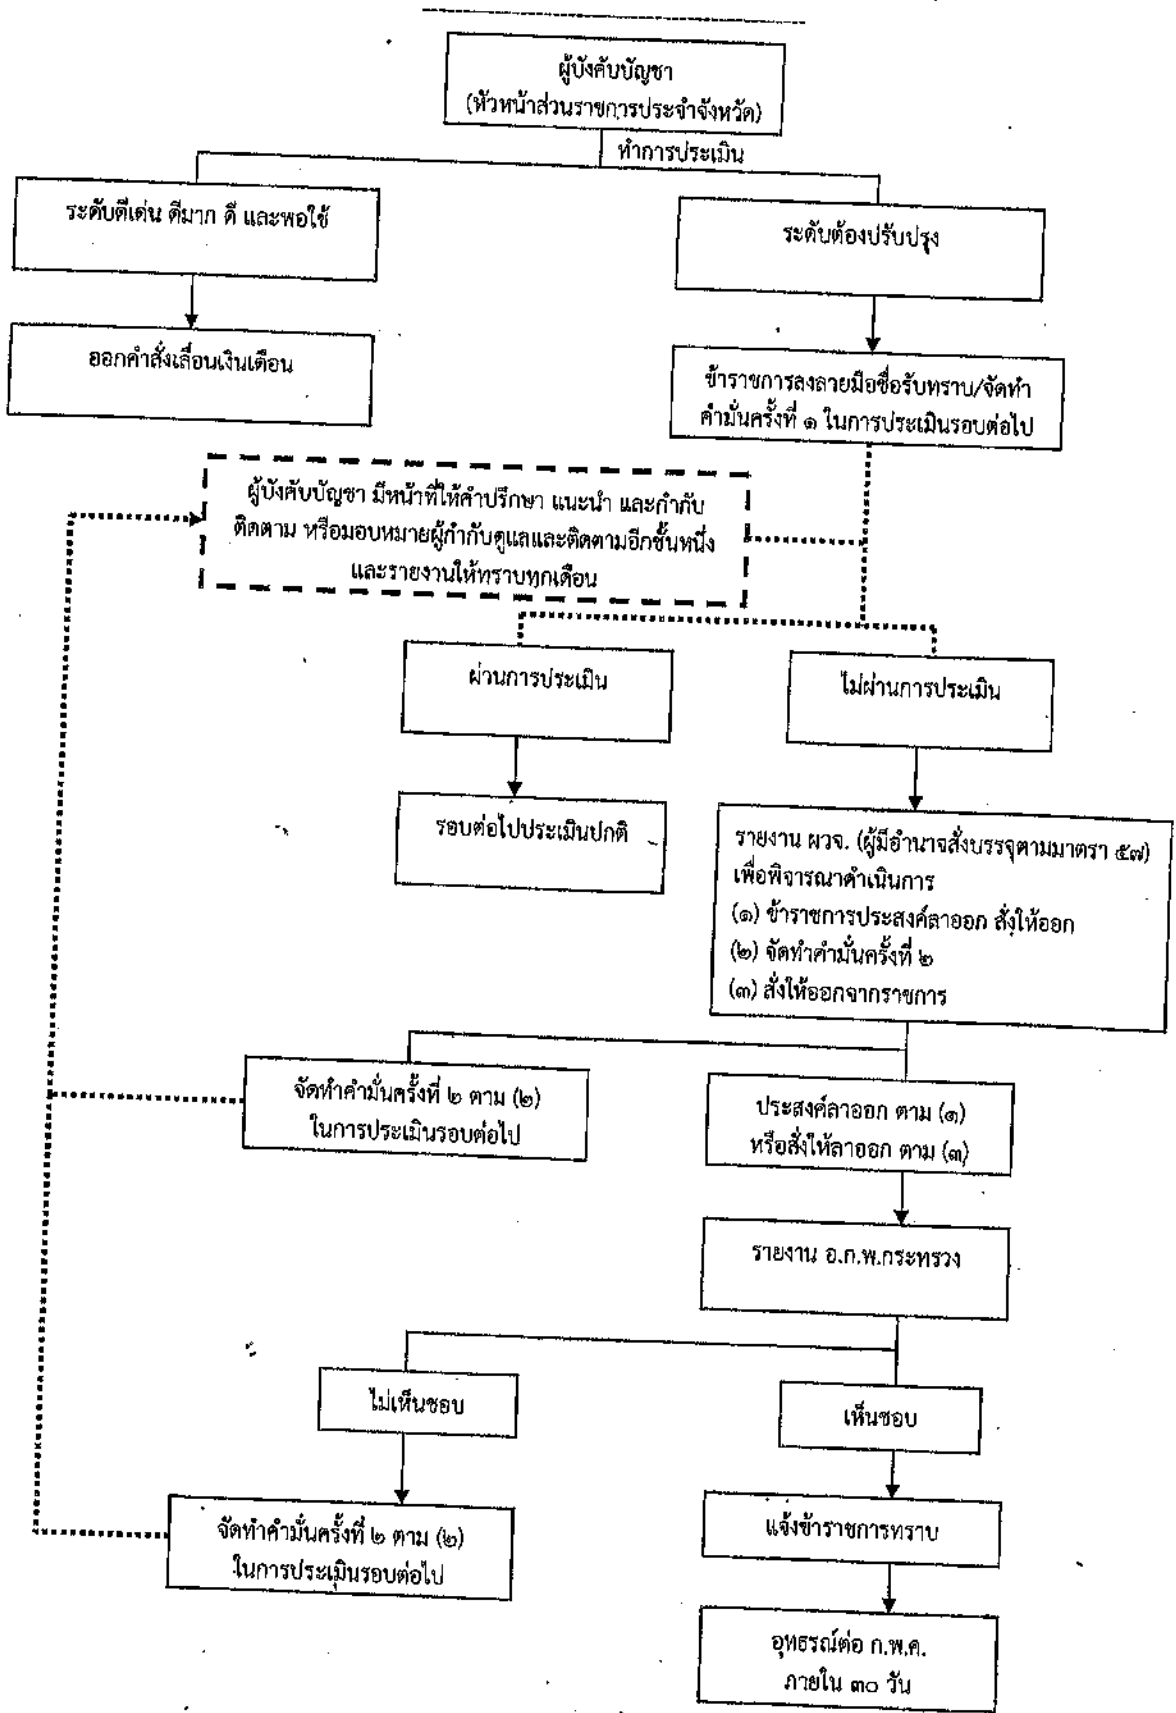 ผู้บังคับบัญชา
(หัวหน้าส่วนราชการประจำจังหวัด)
ทำการประเมิน
ระดับดีเด่น ดีมาก ดี และพอใช้
ระดับต้องปรับปรุง
ออกคำสั่งเลื่อนเงินเดือน
ข้าราชการลงลายมือชื่อรับทราบ/จัดทำ
คำมั่นครั้งที่ ๑ ในการประเมินรอบต่อไป
ผู้บังคับบัญชา มีหน้าที่ให้คำปรึกษา แนะนำ และกำกับ
ติดตาม หรือมอบหมายผู้กำกับดูแลและติดตามอีกชั้นหนึ่ง
และรายงานให้ทราบทุกเดือน
ผ่านการประเมิน
ไม่ผ่านการประเมิน
รอบต่อไปประเมินปกติ
รายงาน ผวจ. (ผู้มีอำนาจสั่งบรรจุตามมาตรา ๕๗)
เพื่อพิจารณาดำเนินการ
(๑) ข้าราชการประสงค์ลาออก สั่งให้ออก
(๒) จัดทำคำมั่นครั้งที่ ๒
(๓) สั่งให้ออกจากราชการ
จัดทำคำมั่นครั้งที่ ๒ ตาม (๒)
ในการประเมินรอบต่อไป
ประสงค์ลาออก ตาม (๑)
หรือสั่งให้ลาออก ตาม (๓)
รายงาน อ.ก.พ.กระทรวง
ไม่เห็นชอบ
เห็นชอบ
จัดทำคำมั่นครั้งที่ ๒ ตาม (๒)
ในการประเมินรอบต่อไป
แจ้งข้าราชการทราบ
อุทธรณ์ต่อ ก.พ.ค.
ภายใน ๓๐ วัน